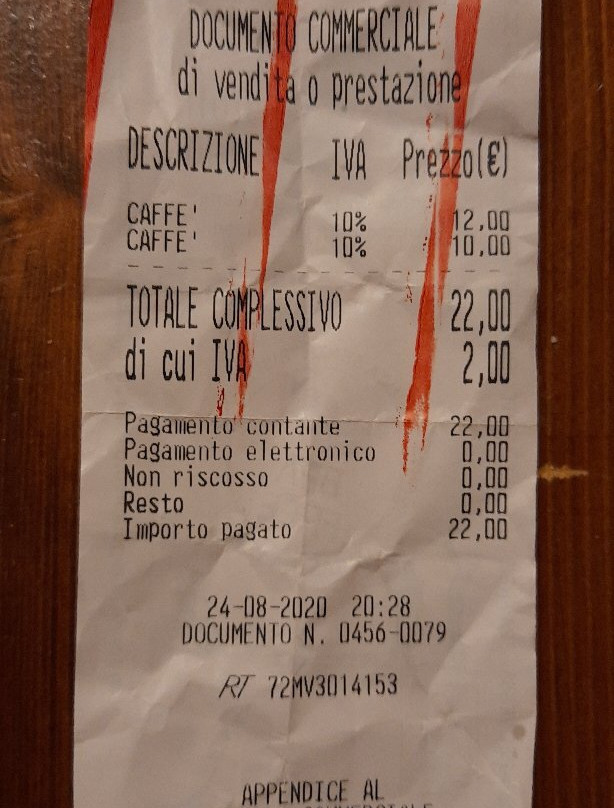 DOCUMENTO COMMERCIALE
di vendita o prestazione
DESCRIZIONE IVA Prezzo(€)
CAFFE' 10% 12,00
CAFFE' 10% 10,00
TOTALE COMPLESSIVO 22,00
di cui IVA 2,00
Pagamento contante 22,00
Pagamento elettronico 0,00
Non riscosso 0,00
Resto 0,00
Importo pagato 22,00
24-08-2020 20:28
DOCUMENTO N. 0456-0079
RT 72MV3014153
APPENDICE AL
COMMERCIALE